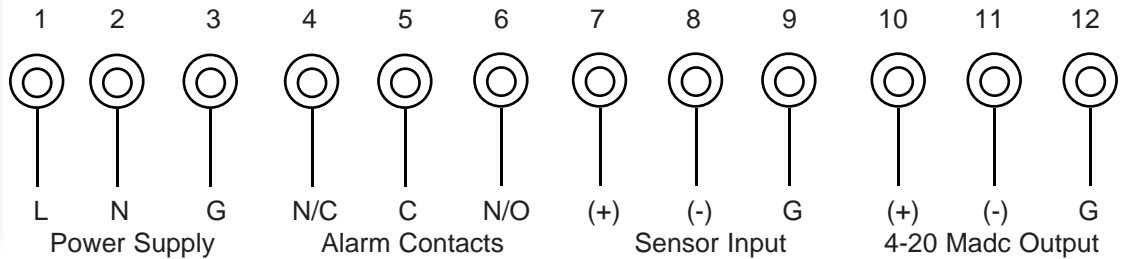 1 2 3 4 5 6 7 8 9 10 11 12
L N G N/C C N/O (+) (-) G (+) (-) G
Power Supply Alarm Contacts Sensor Input 4-20 Madc Output